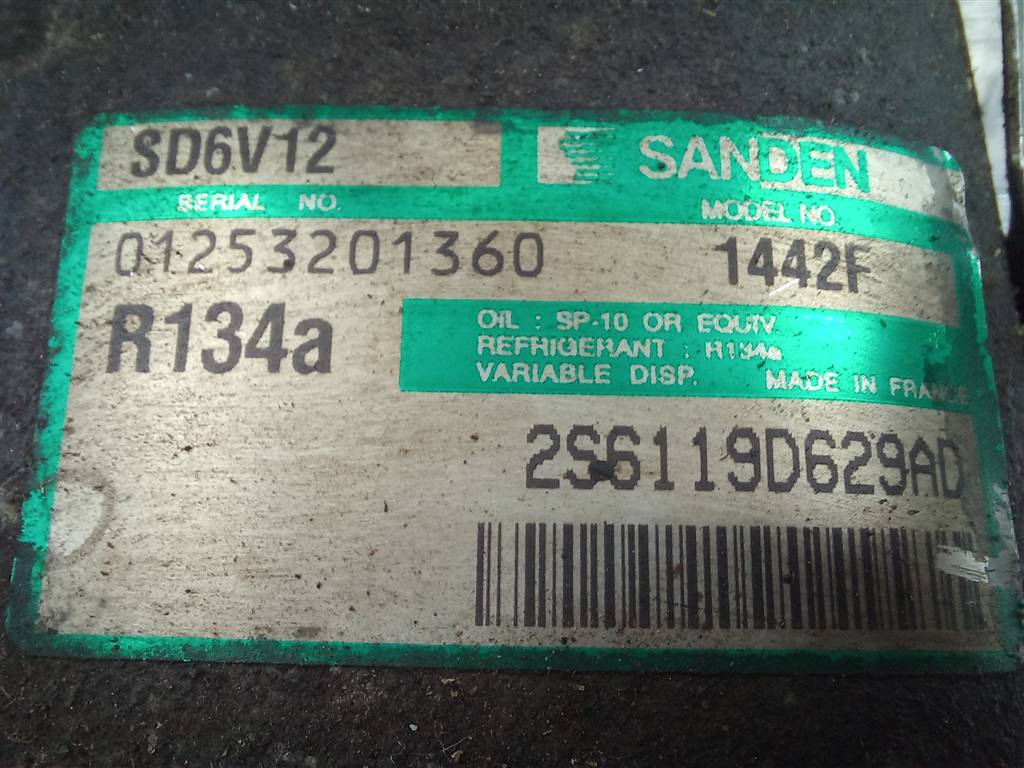 SD6V12
SANDEN
SERIAL NO.
MODEL NO.
01253201360
1442F
R134a
OIL : SP-10 OR EQUIV.
REFRIGERANT : R134a
VARIABLE DISP. MADE IN FRANCE
2S6119D629AD